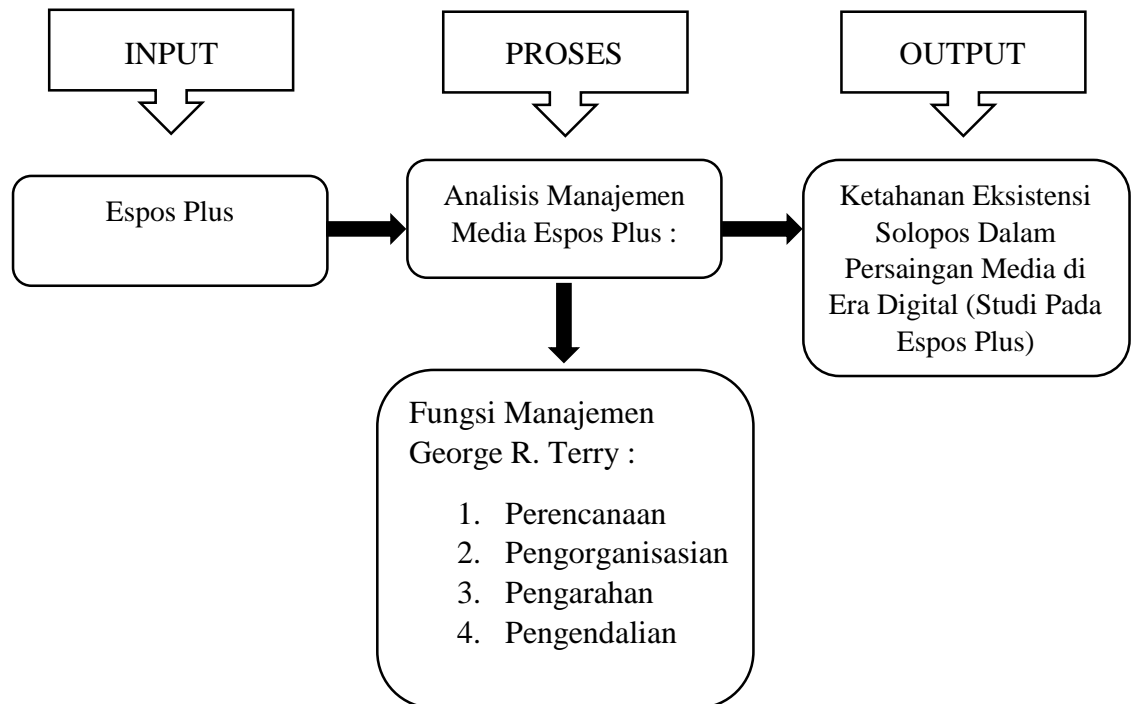 INPUT
PROSES
OUTPUT
Espos Plus
Analisis Manajemen
Media Espos Plus :
Ketahanan Eksistensi
Solopos Dalam
Persaingan Media di
Era Digital (Studi Pada
Espos Plus)
Fungsi Manajemen
George R. Terry :
1. Perencanaan
2. Pengorganisasian
3. Pengarahan
4. Pengendalian